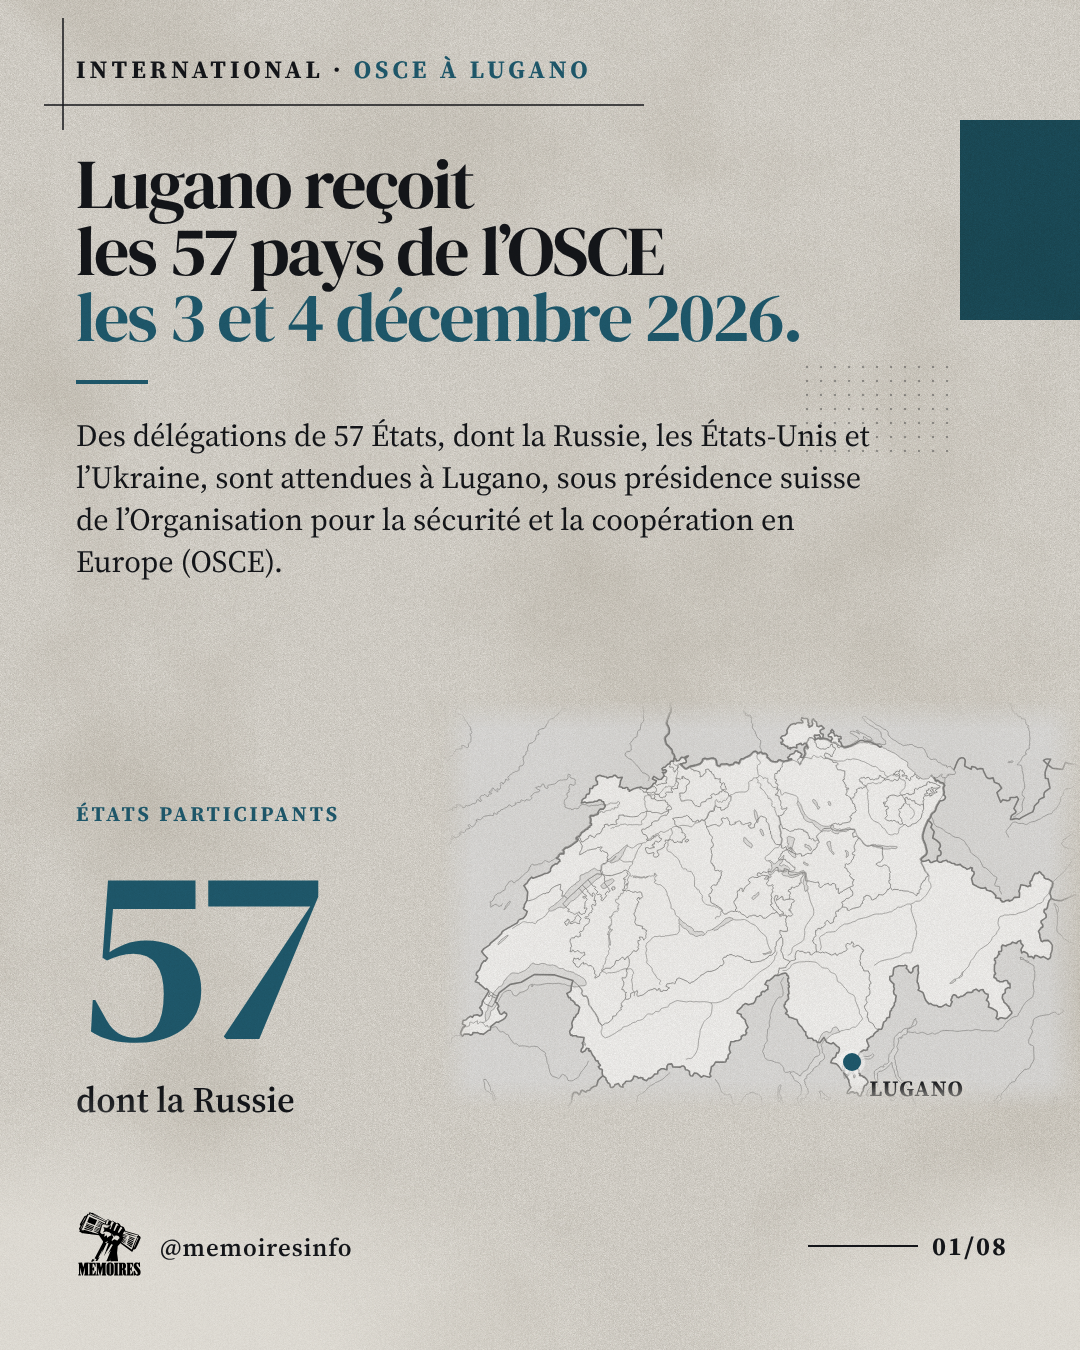 INTERNATIONAL · OSCE À LUGANO
Lugano reçoit
les 57 pays de l’OSCE
les 3 et 4 décembre 2026.
Des délégations de 57 États, dont la Russie, les États-Unis et
l’Ukraine, sont attendues à Lugano, sous présidence suisse
de l’Organisation pour la sécurité et la coopération en
Europe (OSCE).
ÉTATS PARTICIPANTS
57
dont la Russie
LUGANO
MÉMOIRES
@memoiresinfo
01/08